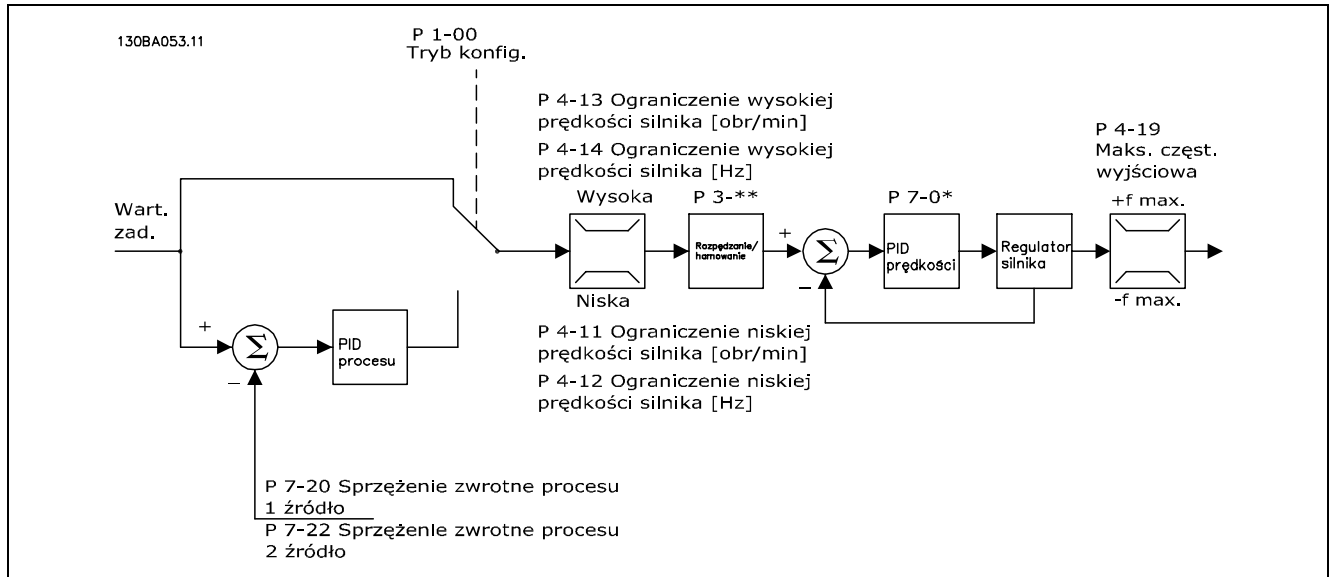 130BA053.11
P 1-00
Tryb konfig.
P 4-13 Ograniczenie wysokiej
prędkości silnika [obr/min]
P 4-14 Ograniczenie wysokiej
prędkości silnika [Hz]
P 4-19
Maks. częst.
wyjściowa
Wart.
zad.
Wysoka
P 3-**
P 7-0*
+f max.
+
Rozpędzanie/
hamowanie
Σ
PID
prędkości
Regulator
silnika
−
Niska
-f max.
+
Σ
PID
procesu
−
P 4-11 Ograniczenie niskiej
prędkości silnika [obr/min]
P 4-12 Ograniczenie niskiej
prędkości silnika [Hz]
P 7-20 Sprzężenie zwrotne procesu
1 źródło
P 7-22 Sprzężenie zwrotne procesu
2 źródło